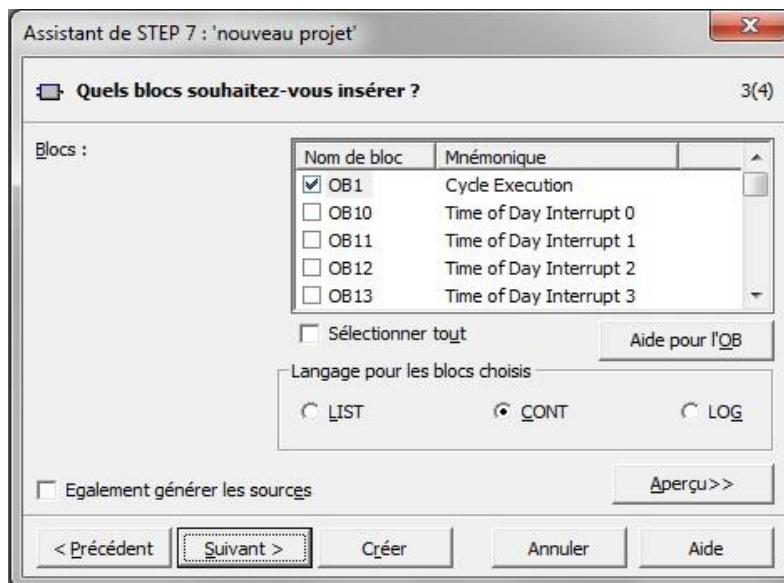 Assistant de STEP 7 : 'nouveau projet'
Quels blocs souhaitez-vous insérer ? 3(4)
Blocs :
Nom de bloc Mnémonique
OB1 Cycle Execution
OB10 Time of Day Interrupt 0
OB11 Time of Day Interrupt 1
OB12 Time of Day Interrupt 2
OB13 Time of Day Interrupt 3
Sélectionner tout
Aide pour l'OB
Langage pour les blocs choisis
LIST CONT LOG
Egalement générer les sources
Aperçu>>
< Précédent Suivant > Créer Annuler Aide